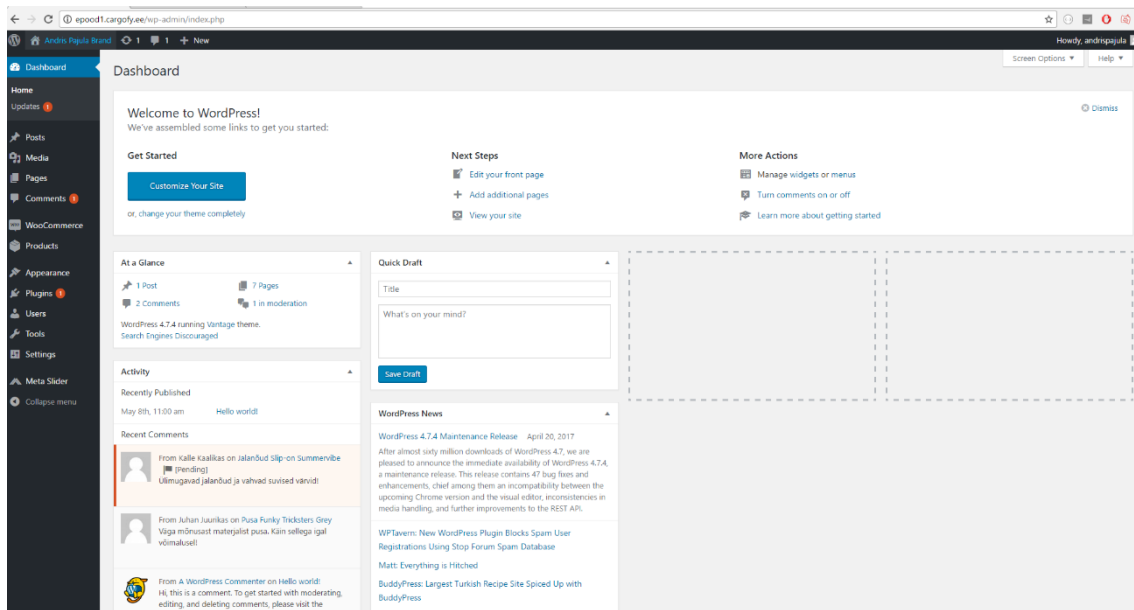 epood1.cargofy.ee/wp-admin/index.php
Andris Pajula Brand 1 1 + New
Howdy, andrispajula
Dashboard
Home
Updates 1
Posts
Media
Pages
Comments 1
WooCommerce
Products
Appearance
Plugins 1
Users
Tools
Settings
Meta Slider
Collapse menu
Dashboard
Screen Options
Help
Welcome to WordPress!
We've assembled some links to get you started:
Dismiss
Get Started
Customize Your Site
or, change your theme completely
Next Steps
Edit your front page
Add additional pages
View your site
More Actions
Manage widgets or menus
Turn comments on or off
Learn more about getting started
At a Glance
1 Post
7 Pages
2 Comments
1 in moderation
WordPress 4.7.4 running Vantage theme.
Search Engines Discouraged
Activity
Recently Published
May 8th, 11:00 am Hello world!
Recent Comments
From Kalle Kaalikas on Jalanõud Slip-on Summervibe
[Pending]
Ülimugavad jalanõud ja vahvad suvised värvid!
From Juhan Juurikas on Pusa Funky Tricksters Grey
Väga mõnusast materjalist pusa. Käin sellega igal
võimalusel!
From A WordPress Commenter on Hello world!
Hi, this is a comment. To get started with moderating,
editing, and deleting comments, please visit the
Quick Draft
Title
What's on your mind?
Save Draft
WordPress News
WordPress 4.7.4 Maintenance Release April 20, 2017
After almost sixty million downloads of WordPress 4.7, we are
pleased to announce the immediate availability of WordPress 4.7.4,
a maintenance release. This release contains 47 bug fixes and
enhancements, chief among them an incompatibility between the
upcoming Chrome version and the visual editor, inconsistencies in
media handling, and further improvements to the REST API.
WPTavern: New WordPress Plugin Blocks Spam User
Registrations Using Stop Forum Spam Database
Matt: Everything is Hitched
BuddyPress: Largest Turkish Recipe Site Spiced Up with
BuddyPress